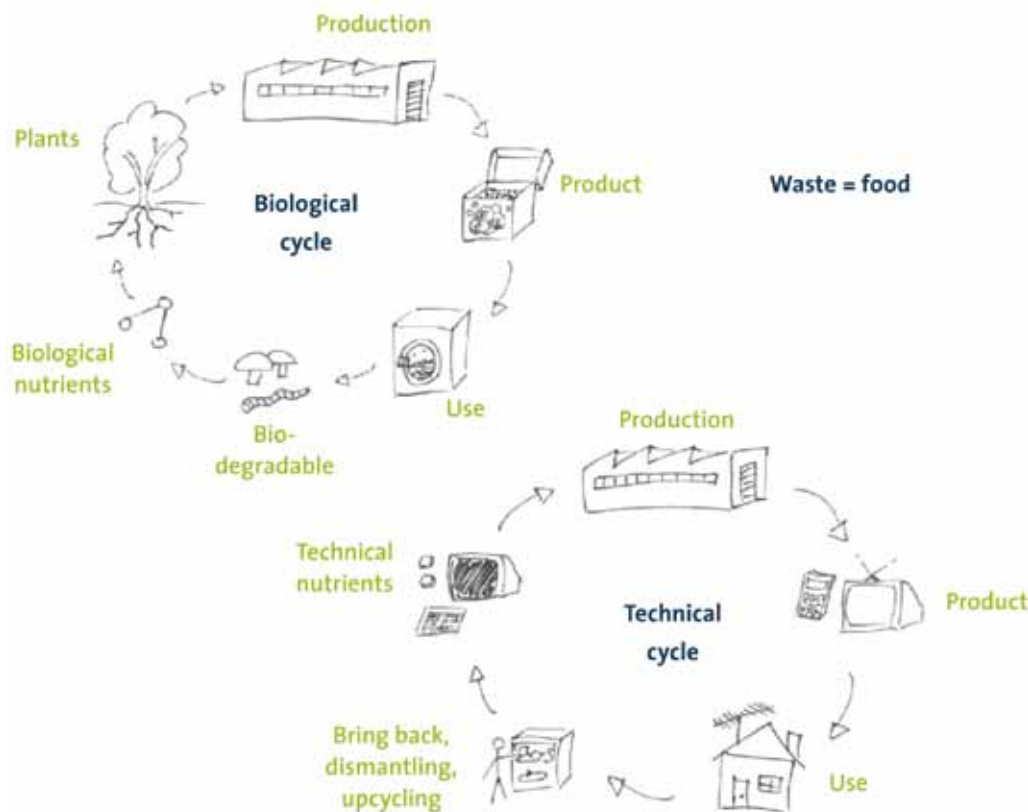 Production
Plants
Product
Waste = food
Biological
cycle
Biological
nutrients
Use
Bio-
degradable
Production
Technical
nutrients
Product
Technical
cycle
Bring back,
dismantling,
upcycling
Use